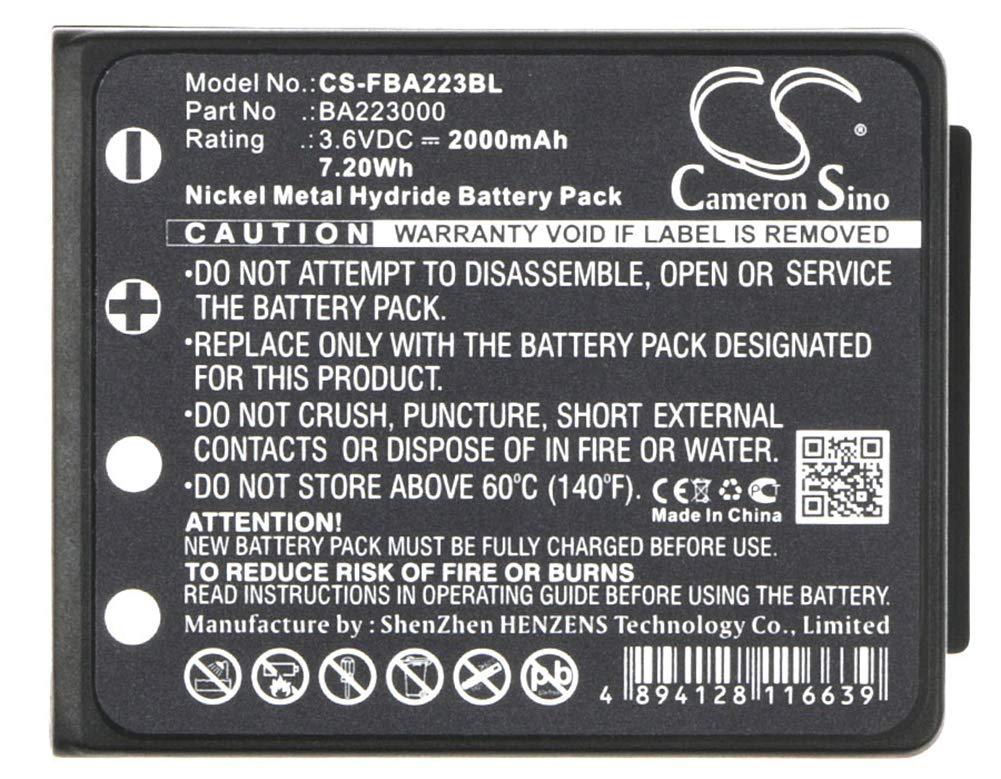 Model No.:CS-FBA223BL
Part No .:BA223000
Rating .: 3.6VDC ⎓ 2000mAh
7.20Wh
Nickel Metal Hydride Battery Pack
CS ®
Cameron Sino
CAUTION WARRANTY VOID IF LABEL IS REMOVED
·DO NOT ATTEMPT TO DISASSEMBLE, OPEN OR SERVICE
THE BATTERY PACK.
·REPLACE ONLY WITH THE BATTERY PACK DESIGNATED
FOR THIS PRODUCT.
·DO NOT CRUSH, PUNCTURE, SHORT EXTERNAL
CONTACTS OR DISPOSE OF IN FIRE OR WATER.
·DO NOT STORE ABOVE 60°C (140°F). CE
Made In China
ATTENTION!
NEW BATTERY PACK MUST BE FULLY CHARGED BEFORE USE.
TO REDUCE RISK OF FIRE OR BURNS
READ INSTRUCTIONS IN OPERATING GUIDE BEFORE USING THE BATTERY.
Manufacture by : ShenZhen HENZENS Technology Co., Limited
Pb
4 894128 116639